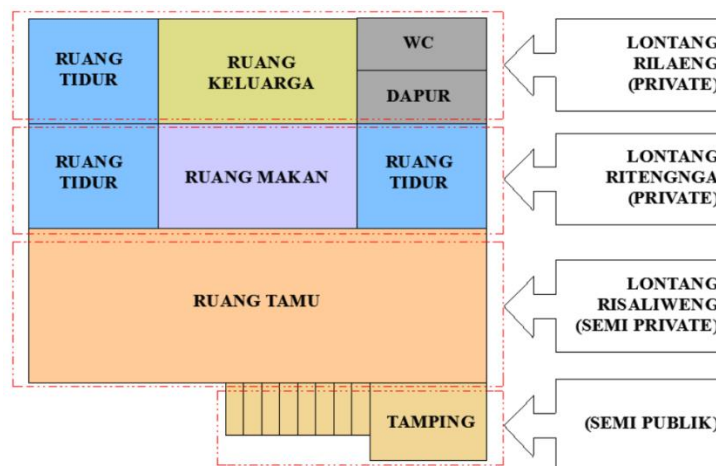 RUANG
TIDUR
RUANG
KELUARGA
WC
DAPUR
LONTANG
RILAENG
(PRIVATE)
RUANG
TIDUR
RUANG MAKAN
RUANG
TIDUR
LONTANG
RITENGNGA
(PRIVATE)
RUANG TAMU
LONTANG
RISALIWENG
(SEMI PRIVATE)
TAMPING
(SEMI PUBLIK)